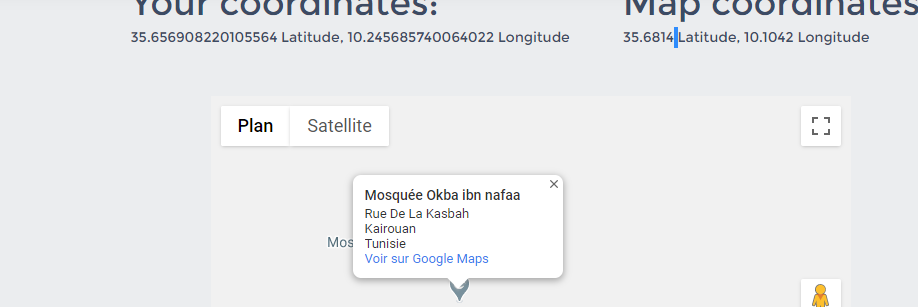 Your coordinates:
Map coordinates
35.656908220105564 Latitude, 10.245685740064022 Longitude
35.6814 Latitude, 10.1042 Longitude
Plan
Satellite
Mosquée Okba ibn nafaa
Rue De La Kasbah
Kairouan
Tunisie
Voir sur Google Maps
Mos